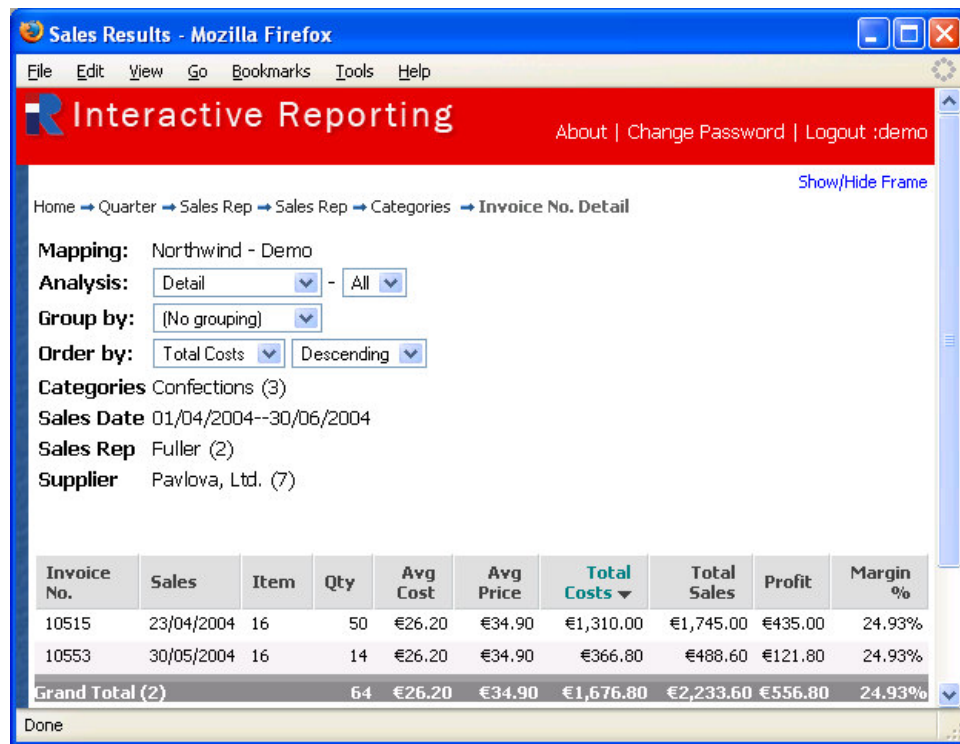 Sales Results - Mozilla Firefox
File Edit View Go Bookmarks Tools Help
Interactive Reporting
About | Change Password | Logout :demo
Show/Hide Frame
Home → Quarter → Sales Rep → Sales Rep → Categories → Invoice No. Detail
Mapping: Northwind - Demo
Analysis: Detail - All
Group by: (No grouping)
Order by: Total Costs Descending
Categories Confections (3)
Sales Date 01/04/2004--30/06/2004
Sales Rep Fuller (2)
Supplier Pavlova, Ltd. (7)
Invoice No. Sales Item Qty Avg Cost Avg Price Total Costs Total Sales Profit Margin %
10515 23/04/2004 16 50 €26.20 €34.90 €1,310.00 €1,745.00 €435.00 24.93%
10553 30/05/2004 16 14 €26.20 €34.90 €366.80 €488.60 €121.80 24.93%
Grand Total (2) 64 €26.20 €34.90 €1,676.80 €2,233.60 €556.80 24.93%
Done